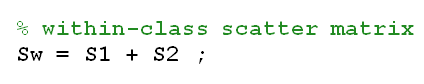 % within-class scatter matrix
Sw = S1 + S2 ;